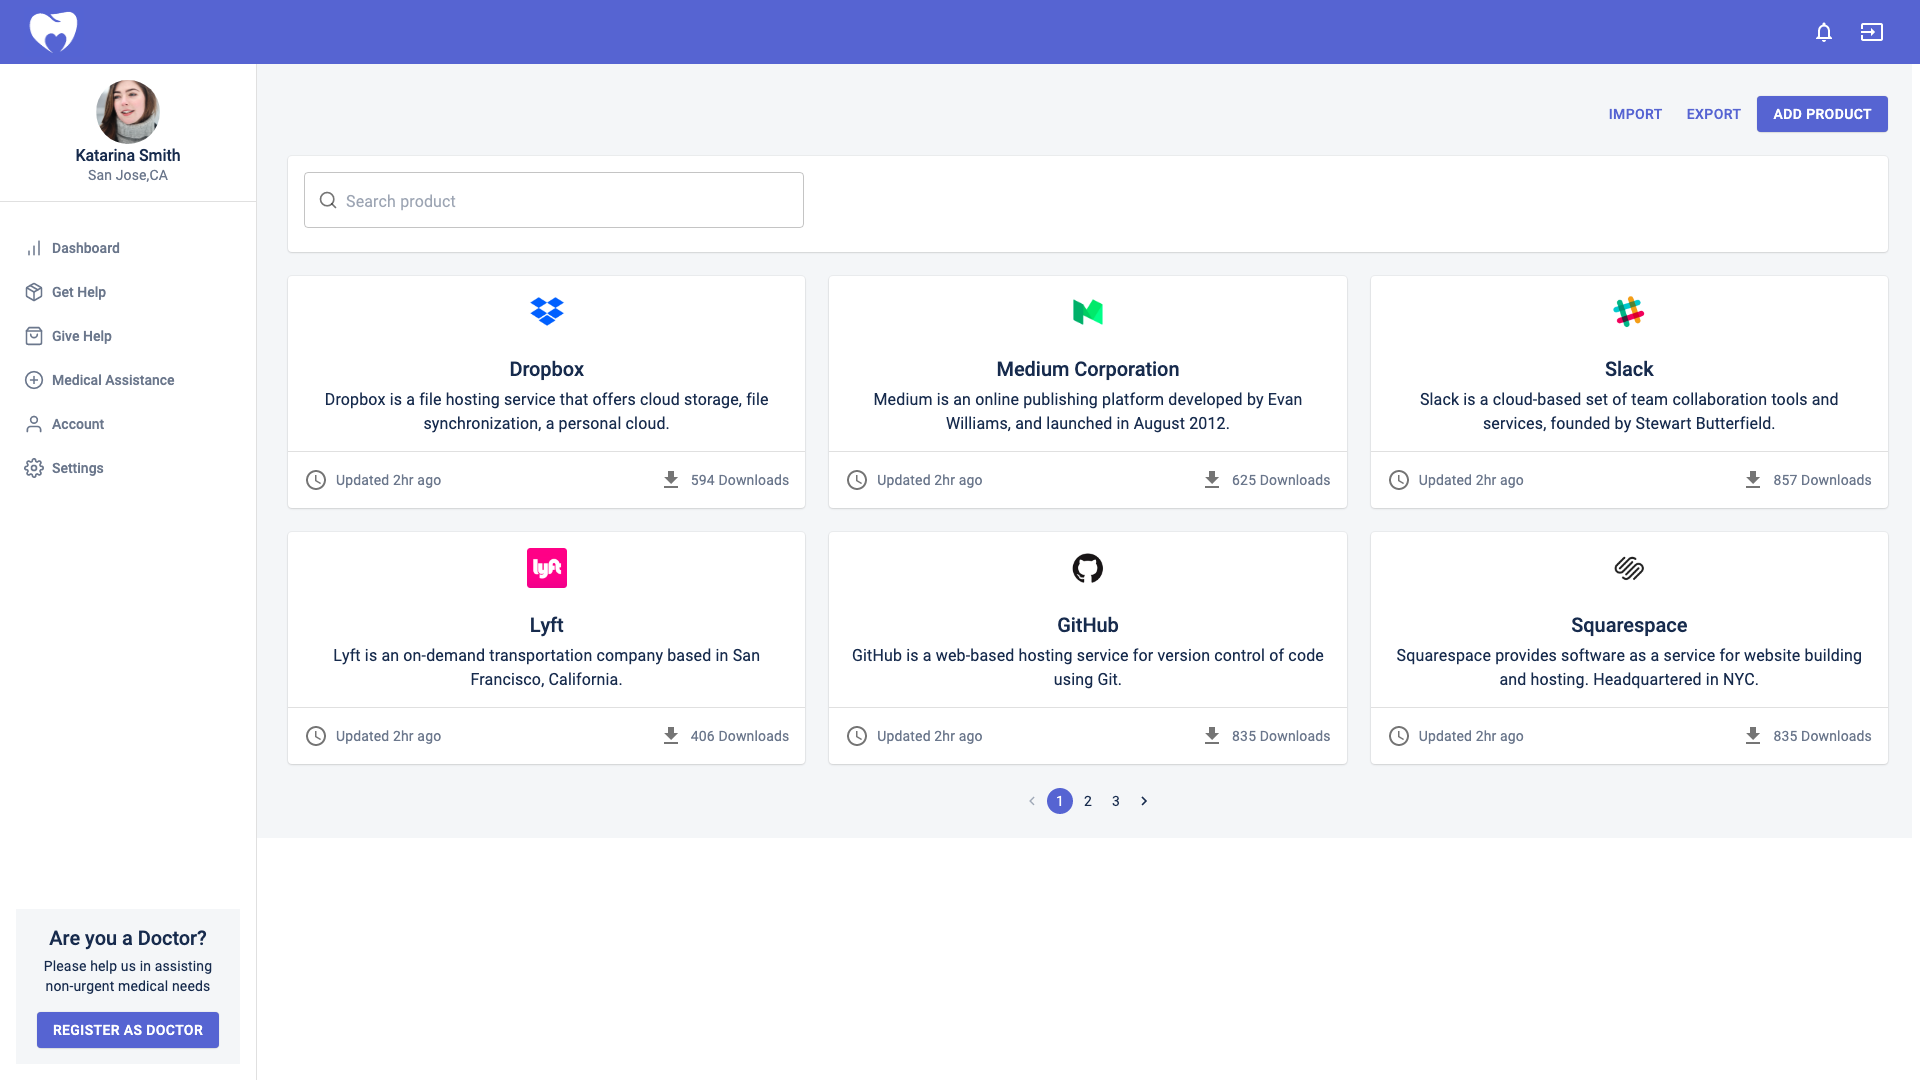 Katarina Smith
San Jose,CA
Dashboard
Get Help
Give Help
Medical Assistance
Account
Settings
Are you a Doctor?
Please help us in assisting
non-urgent medical needs
REGISTER AS DOCTOR
IMPORT
EXPORT
ADD PRODUCT
Search product
Dropbox
Dropbox is a file hosting service that offers cloud storage, file
synchronization, a personal cloud.
Updated 2hr ago
594 Downloads
Medium Corporation
Medium is an online publishing platform developed by Evan
Williams, and launched in August 2012.
Updated 2hr ago
625 Downloads
Slack
Slack is a cloud-based set of team collaboration tools and
services, founded by Stewart Butterfield.
Updated 2hr ago
857 Downloads
lyft
Lyft
Lyft is an on-demand transportation company based in San
Francisco, California.
Updated 2hr ago
406 Downloads
GitHub
GitHub is a web-based hosting service for version control of code
using Git.
Updated 2hr ago
835 Downloads
Squarespace
Squarespace provides software as a service for website building
and hosting. Headquartered in NYC.
Updated 2hr ago
835 Downloads
1 2 3